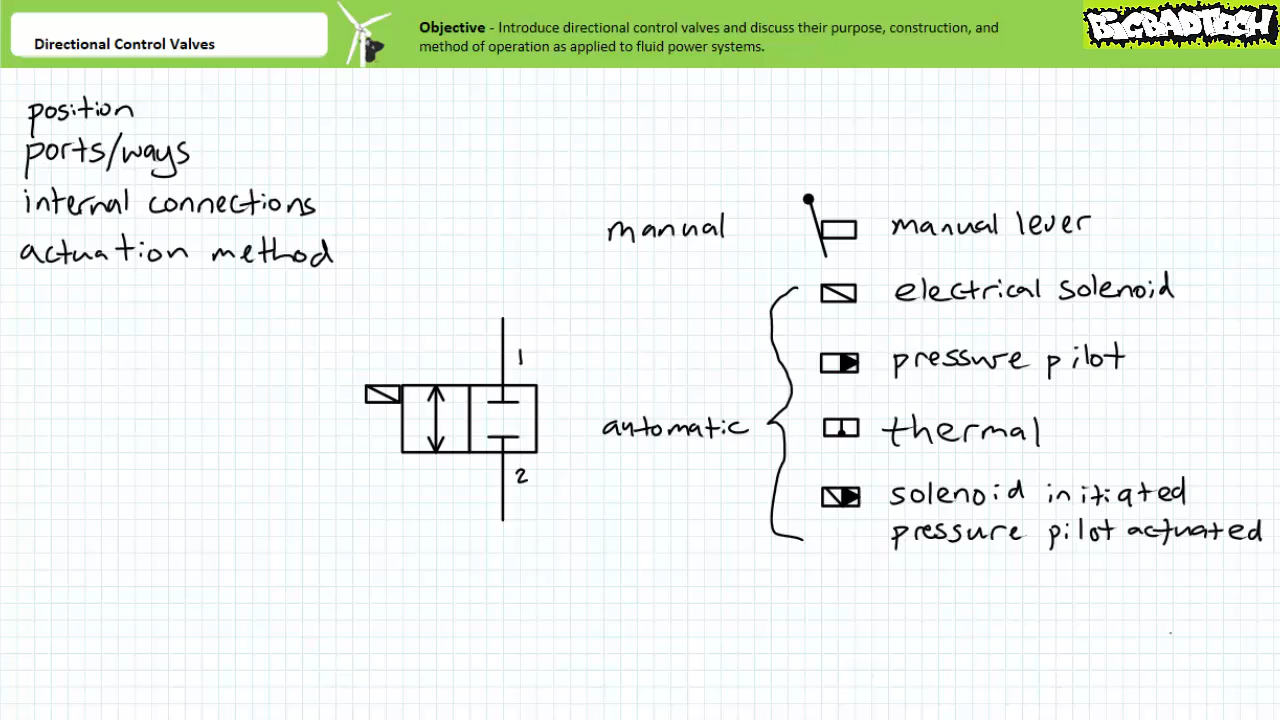 Directional Control Valves
Objective - Introduce directional control valves and discuss their purpose, construction, and
method of operation as applied to fluid power systems.
BIGBADTECH
position
ports/ways
internal connections
actuation method
manual
manual lever
electrical solenoid
pressure pilot
automatic
thermal
solenoid initiated
pressure pilot actuated
1
2